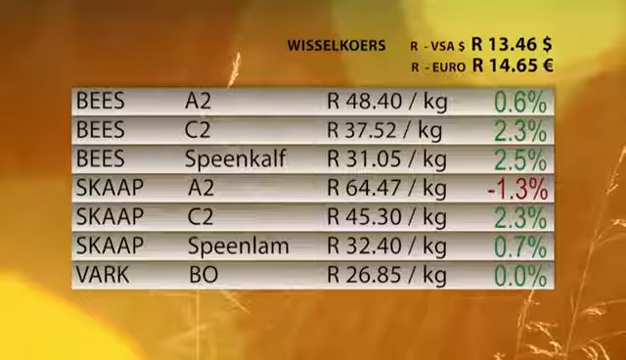 WISSELKOERS R - VSA $ R 13.46 $
R - EURO R 14.65 €
BEES A2 R 48.40 / kg 0.6%
BEES C2 R 37.52 / kg 2.3%
BEES Speenkalf R 31.05 / kg 2.5%
SKAAP A2 R 64.47 / kg -1.3%
SKAAP C2 R 45.30 / kg 2.3%
SKAAP Speenlam R 32.40 / kg 0.7%
VARK BO R 26.85 / kg 0.0%